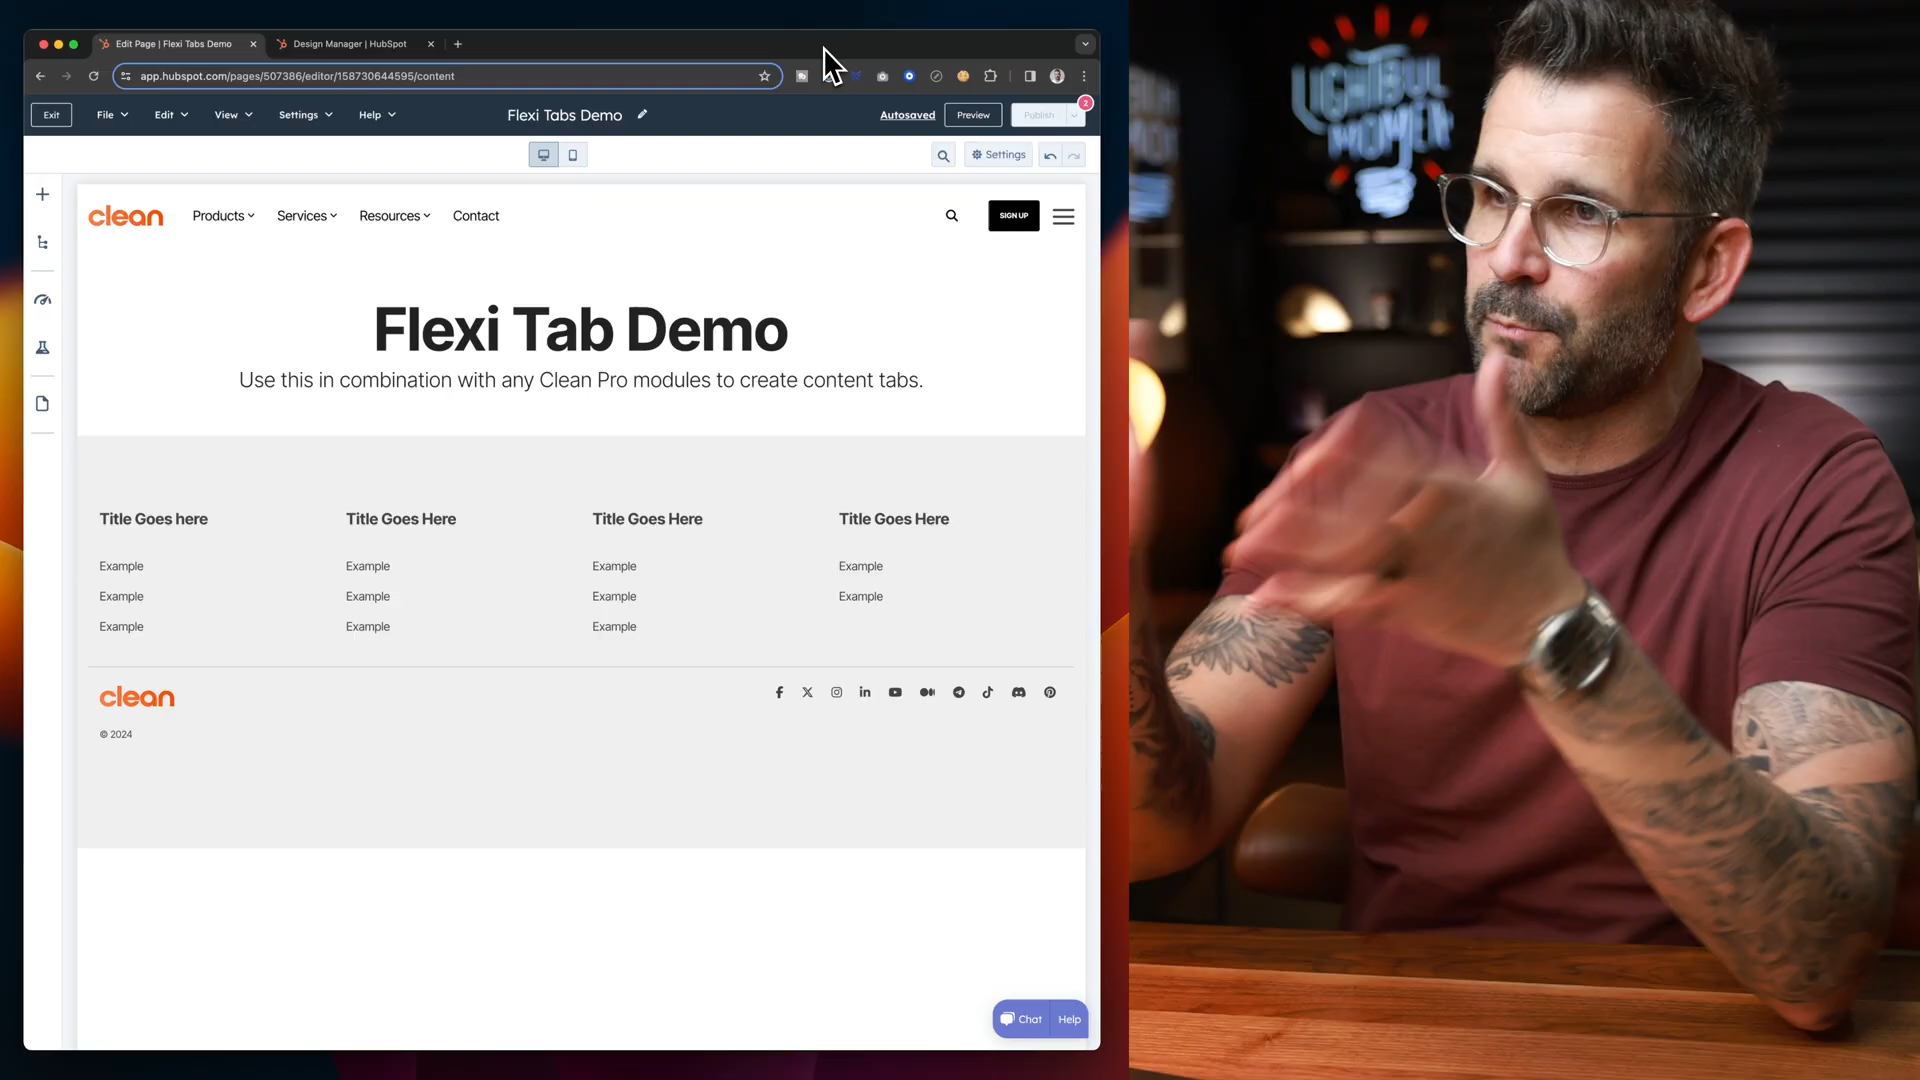 Edit Page | Flexi Tabs Demo
Design Manager | HubSpot
app.hubspot.com/pages/507386/editor/158730644595/content
Exit
File
Edit
View
Settings
Help
Flexi Tabs Demo
Autosaved
Preview
Publish
2
Settings
clean
Products
Services
Resources
Contact
SIGN UP
Flexi Tab Demo
Use this in combination with any Clean Pro modules to create content tabs.
Title Goes here
Title Goes Here
Title Goes Here
Title Goes Here
Example
Example
Example
Example
Example
Example
Example
Example
Example
Example
Example
clean
© 2024
Chat
Help
LIGHTBUL
MOMEN